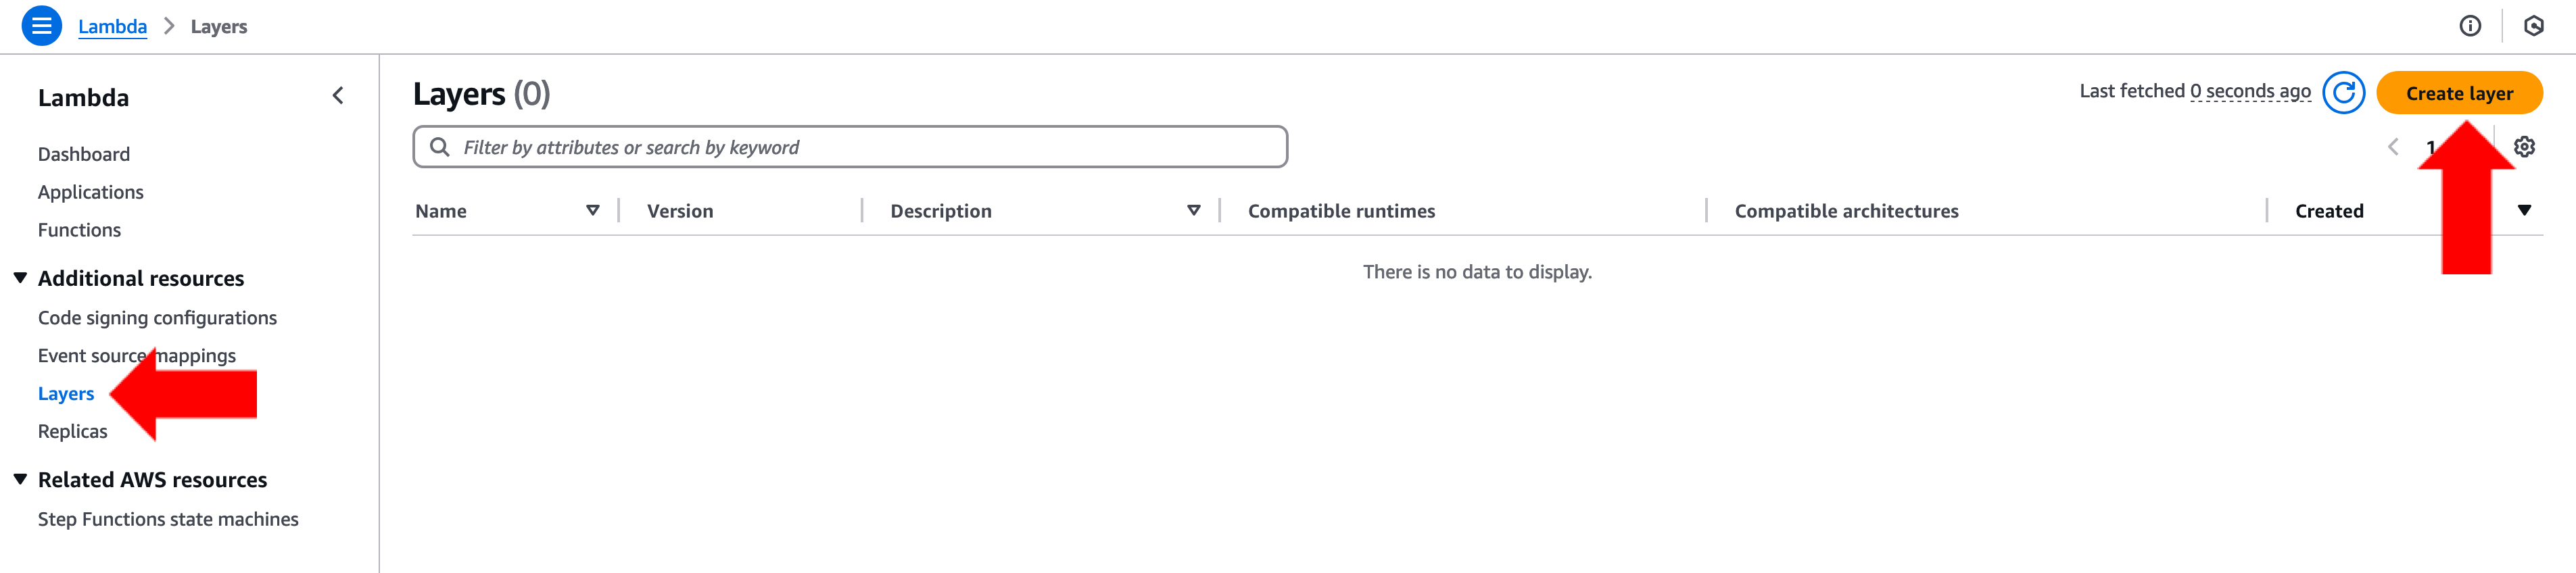 Lambda > Layers
Lambda
Dashboard
Applications
Functions
Additional resources
Code signing configurations
Event source mappings
Layers
Replicas
Related AWS resources
Step Functions state machines
Layers (0)
Last fetched 0 seconds ago
Create layer
Filter by attributes or search by keyword
1
Name Version Description Compatible runtimes Compatible architectures Created
There is no data to display.